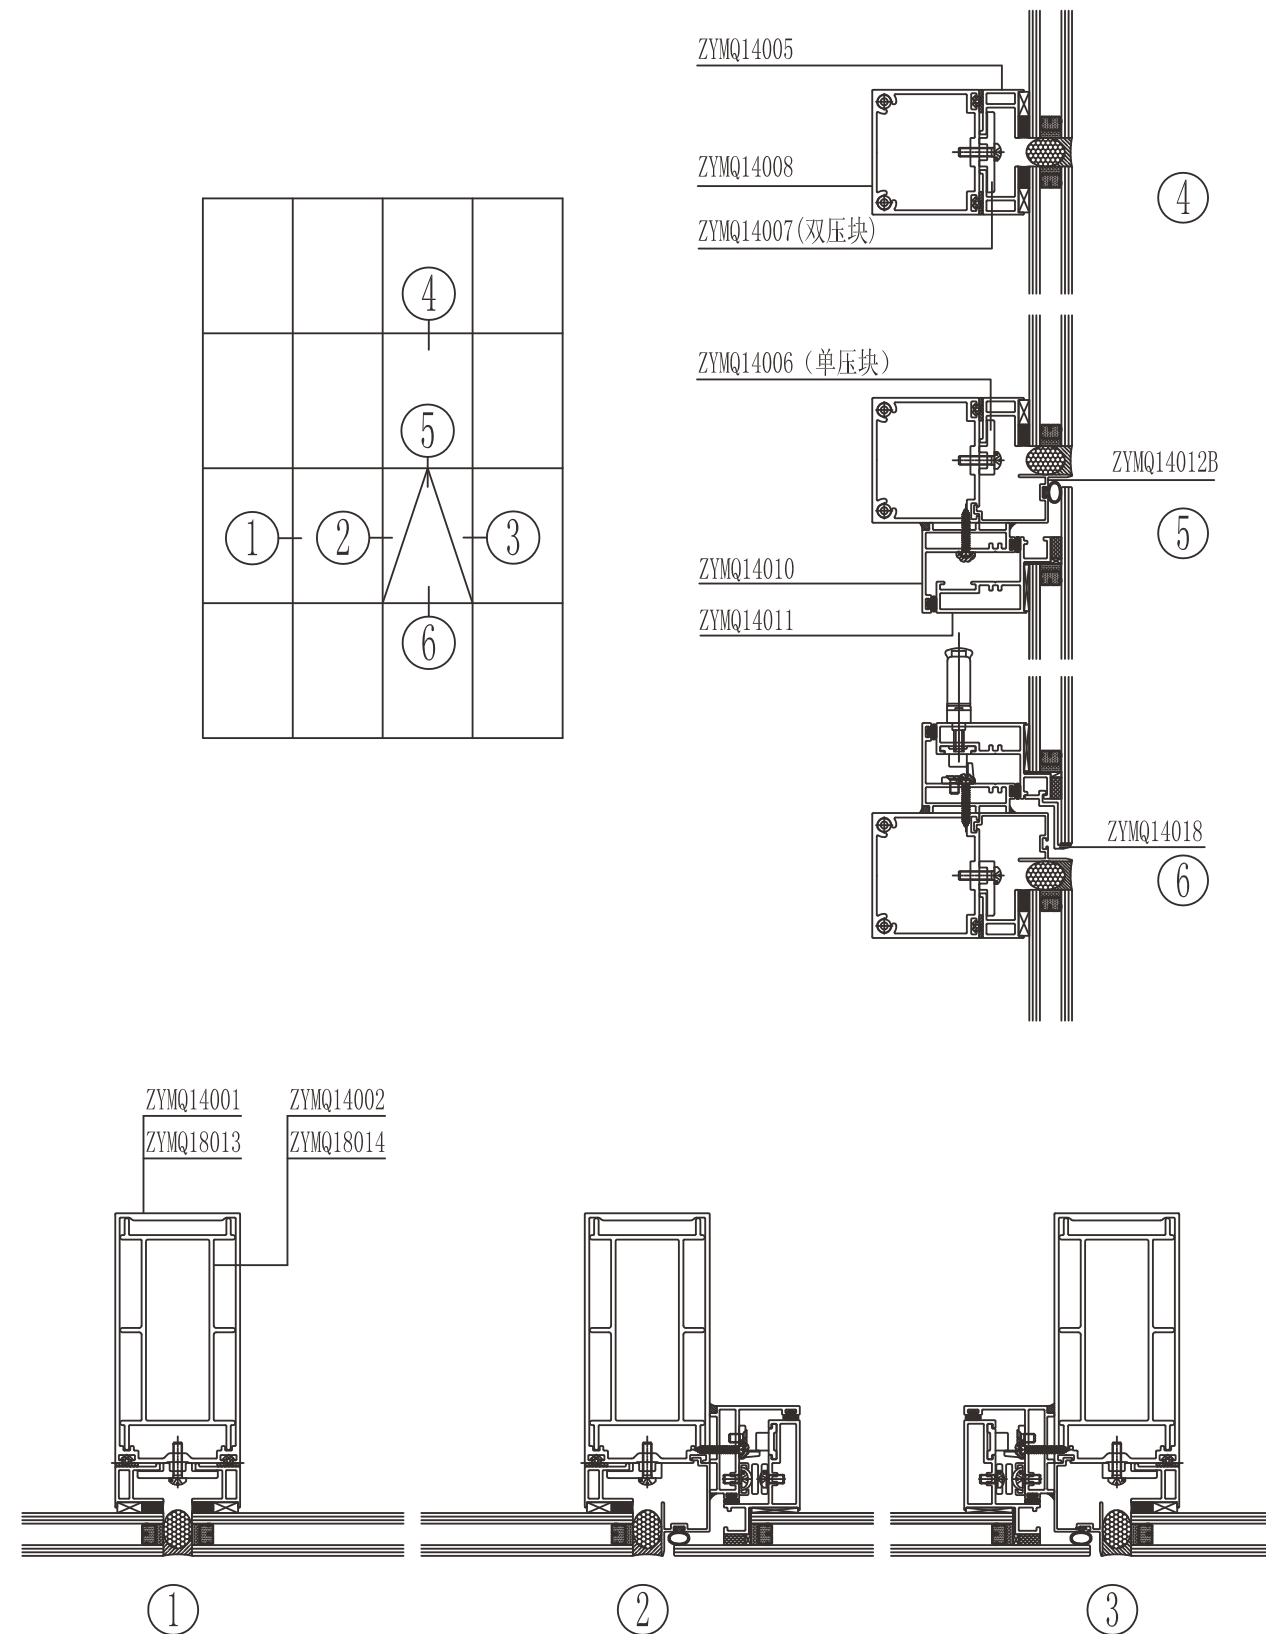 ZYMQ14005
ZYMQ14008
④
ZYMQ14007(双压块)
④
ZYMQ14006 (单压块)
⑤
ZYMQ14012B
① ② ③
⑤
ZYMQ14010
ZYMQ14011
⑥
ZYMQ14018
⑥
ZYMQ14001 ZYMQ14002
ZYMQ18013 ZYMQ18014
① ② ③